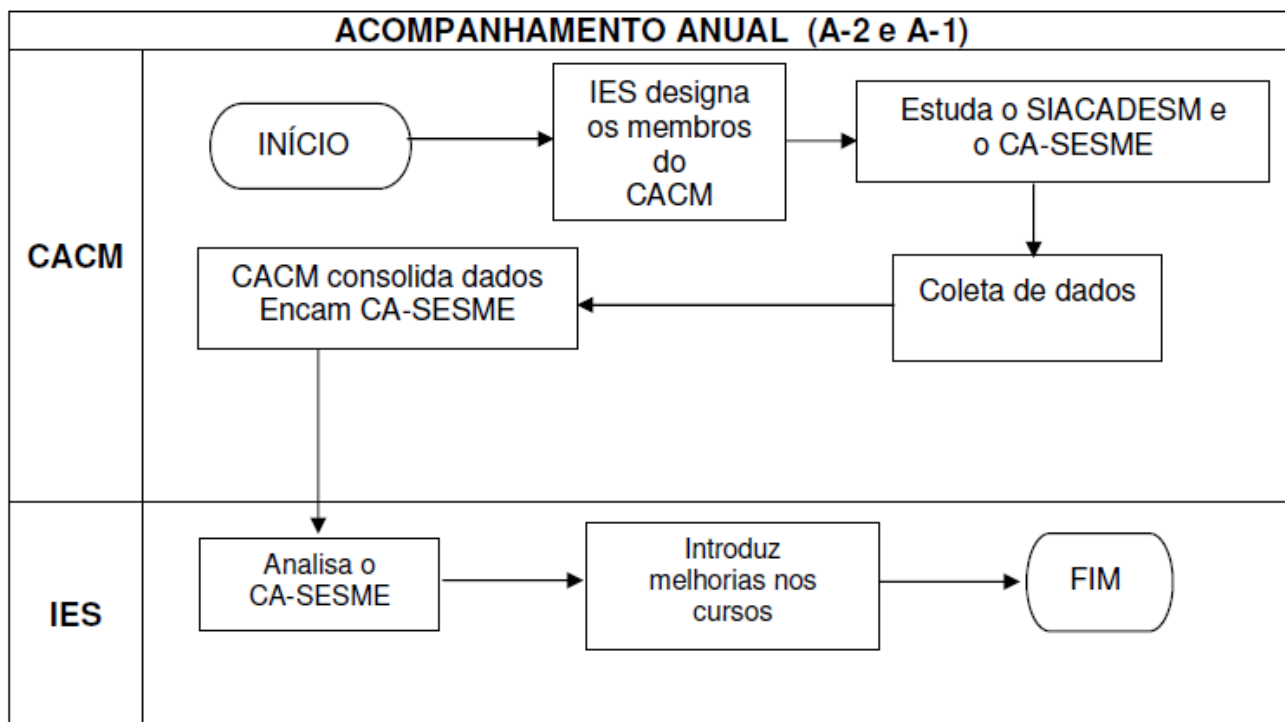 ACOMPANHAMENTO ANUAL (A-2 e A-1)
CACM
INÍCIO
IES designa
os membros
do
CACM
Estuda o SIACADESM e
o CA-SESME
Coleta de dados
CACM consolida dados
Encam CA-SESME
IES
Analisa o
CA-SESME
Introduz
melhorias nos
cursos
FIM